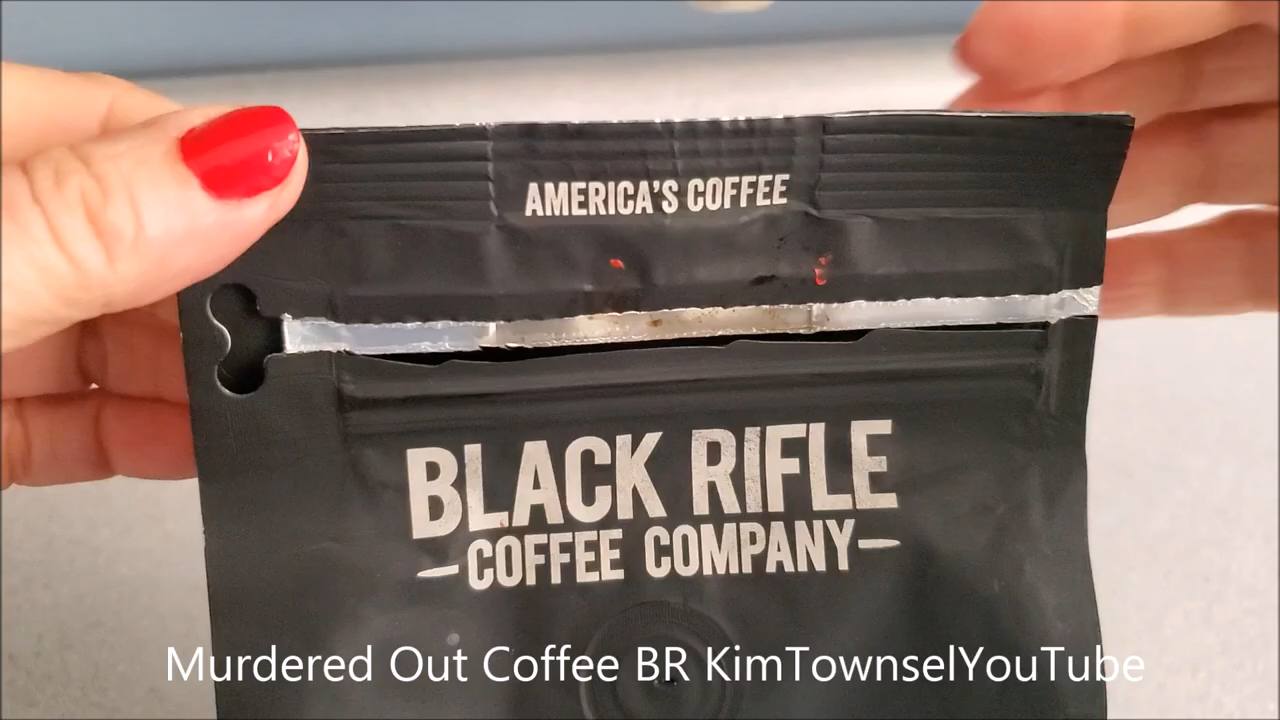 AMERICA'S COFFEE
BLACK RIFLE
-COFFEE COMPANY-
Murdered Out Coffee BR KimTownselYouTube